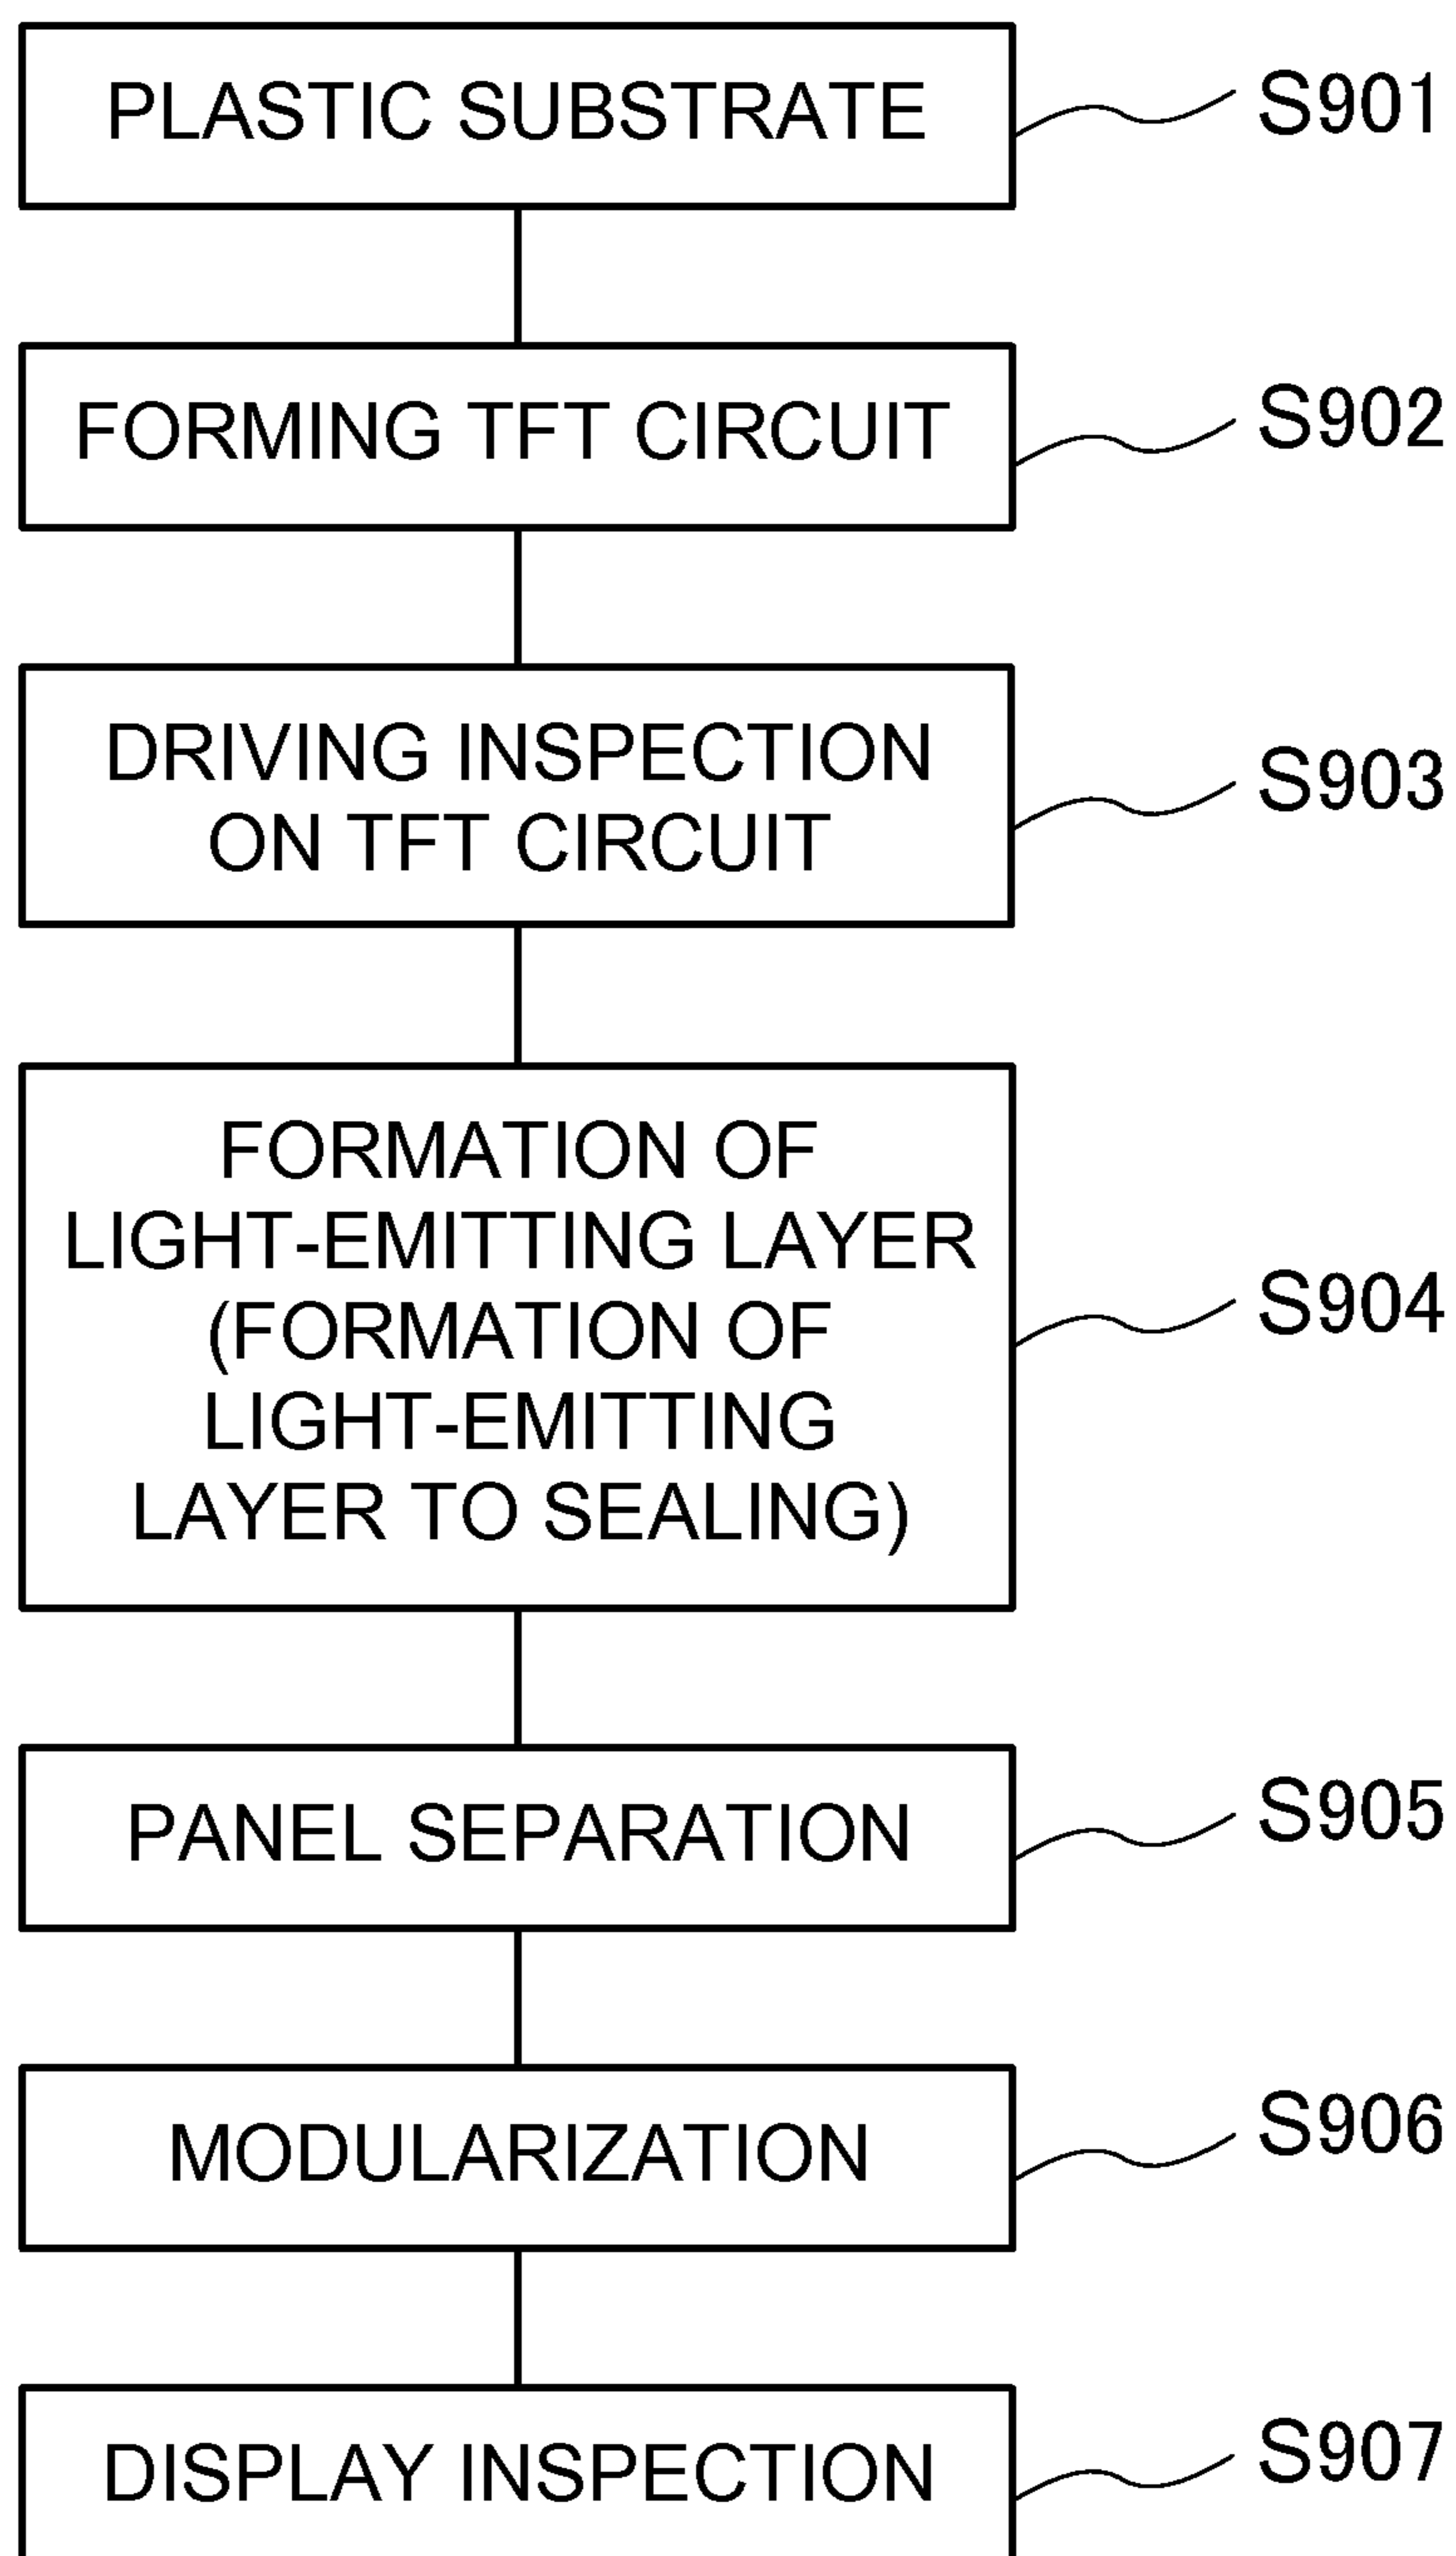 PLASTIC SUBSTRATE
S901
FORMING TFT CIRCUIT
S902
DRIVING INSPECTION
ON TFT CIRCUIT
S903
FORMATION OF
LIGHT-EMITTING LAYER
(FORMATION OF
LIGHT-EMITTING
LAYER TO SEALING)
S904
PANEL SEPARATION
S905
MODULARIZATION
S906
DISPLAY INSPECTION
S907